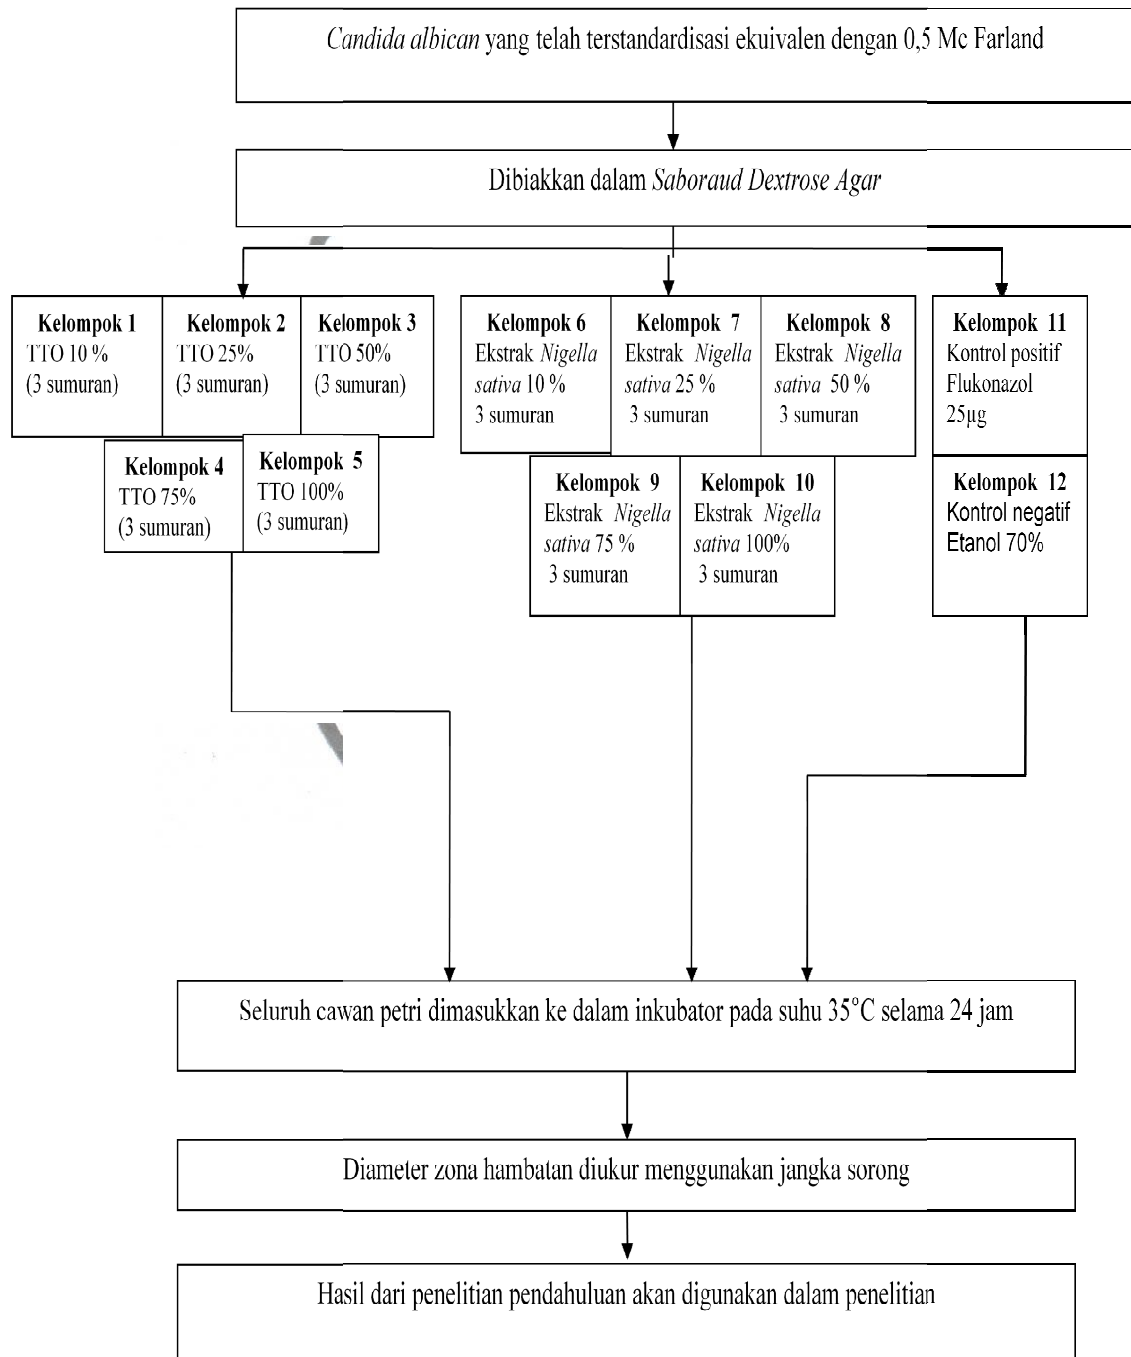 Candida albican yang telah terstandardisasi ekuivalen dengan 0,5 Mc Farland
Dibiakkan dalam Saboraud Dextrose Agar
Kelompok 1
TTO 10 %
(3 sumuran)
Kelompok 2
TTO 25%
(3 sumuran)
Kelompok 3
TTO 50%
(3 sumuran)
Kelompok 4
TTO 75%
(3 sumuran)
Kelompok 5
TTO 100%
(3 sumuran)
Kelompok 6
Ekstrak Nigella
sativa 10 %
3 sumuran
Kelompok 7
Ekstrak Nigella
sativa 25 %
3 sumuran
Kelompok 8
Ekstrak Nigella
sativa 50 %
3 sumuran
Kelompok 9
Ekstrak Nigella
sativa 75 %
3 sumuran
Kelompok 10
Ekstrak Nigella
sativa 100%
3 sumuran
Kelompok 11
Kontrol positif
Flukonazol
25µg
Kelompok 12
Kontrol negatif
Etanol 70%
Seluruh cawan petri dimasukkan ke dalam inkubator pada suhu 35°C selama 24 jam
Diameter zona hambatan diukur menggunakan jangka sorong
Hasil dari penelitian pendahuluan akan digunakan dalam penelitian